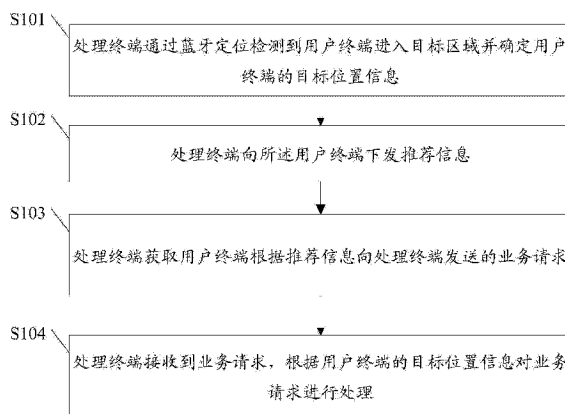 S101
处理终端通过蓝牙定位检测到用户终端进入目标区域并确定用户
终端的目标位置信息
S102
处理终端向所述用户终端下发推荐信息
S103
处理终端获取用户终端根据推荐信息向处理终端发送的业务请求
S104
处理终端接收到业务请求，根据用户终端的目标位置信息对业务
请求进行处理